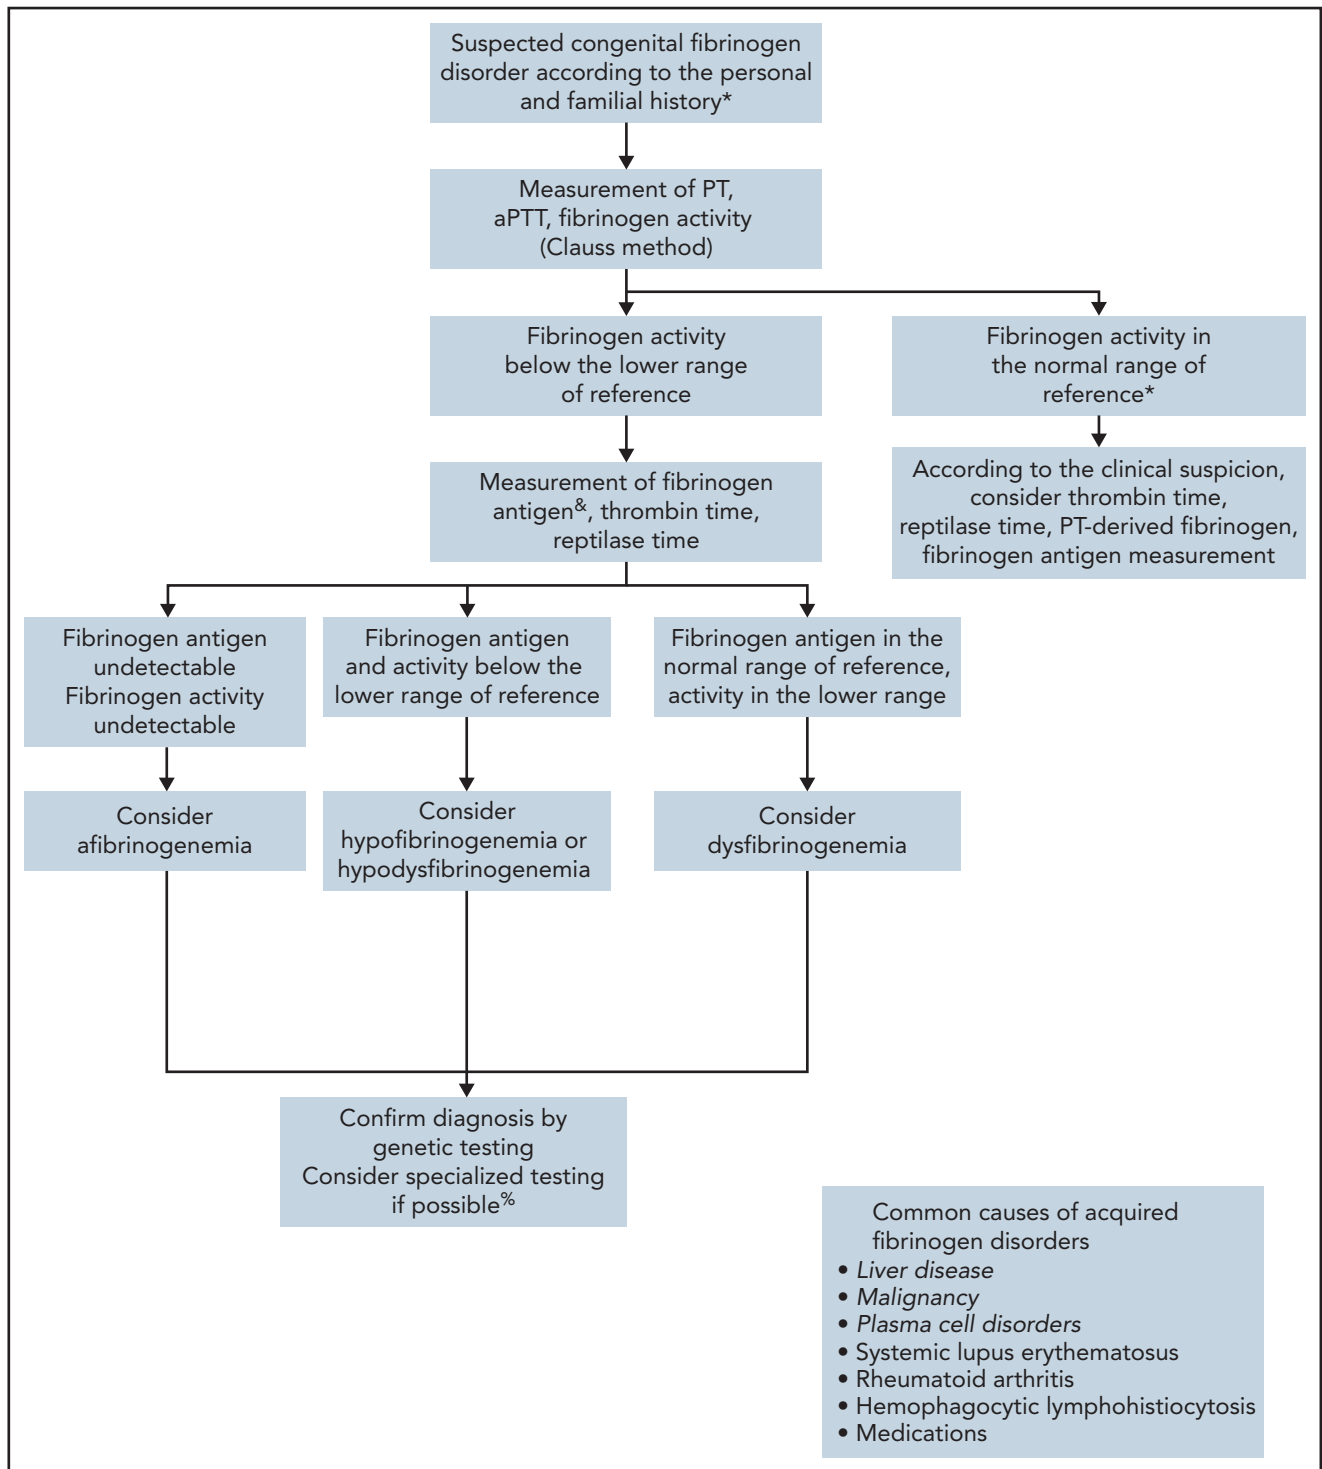 Suspected congenital fibrinogen
disorder according to the personal
and familial history*
Measurement of PT,
aPTT, fibrinogen activity
(Clauss method)
Fibrinogen activity
below the lower range
of reference
Fibrinogen activity in
the normal range of
reference*
Measurement of fibrinogen
antigen&, thrombin time,
reptilase time
According to the clinical suspicion,
consider thrombin time,
reptilase time, PT-derived fibrinogen,
fibrinogen antigen measurement
Fibrinogen antigen
undetectable
Fibrinogen activity
undetectable
Fibrinogen antigen
and activity below the
lower range of reference
Fibrinogen antigen in the
normal range of reference,
activity in the lower range
Consider
afibrinogenemia
Consider
hypofibrinogenemia or
hypodysfibrinogenemia
Consider
dysfibrinogenemia
Confirm diagnosis by
genetic testing
Consider specialized testing
if possible%
Common causes of acquired
fibrinogen disorders
• Liver disease
• Malignancy
• Plasma cell disorders
• Systemic lupus erythematosus
• Rheumatoid arthritis
• Hemophagocytic lymphohistiocytosis
• Medications